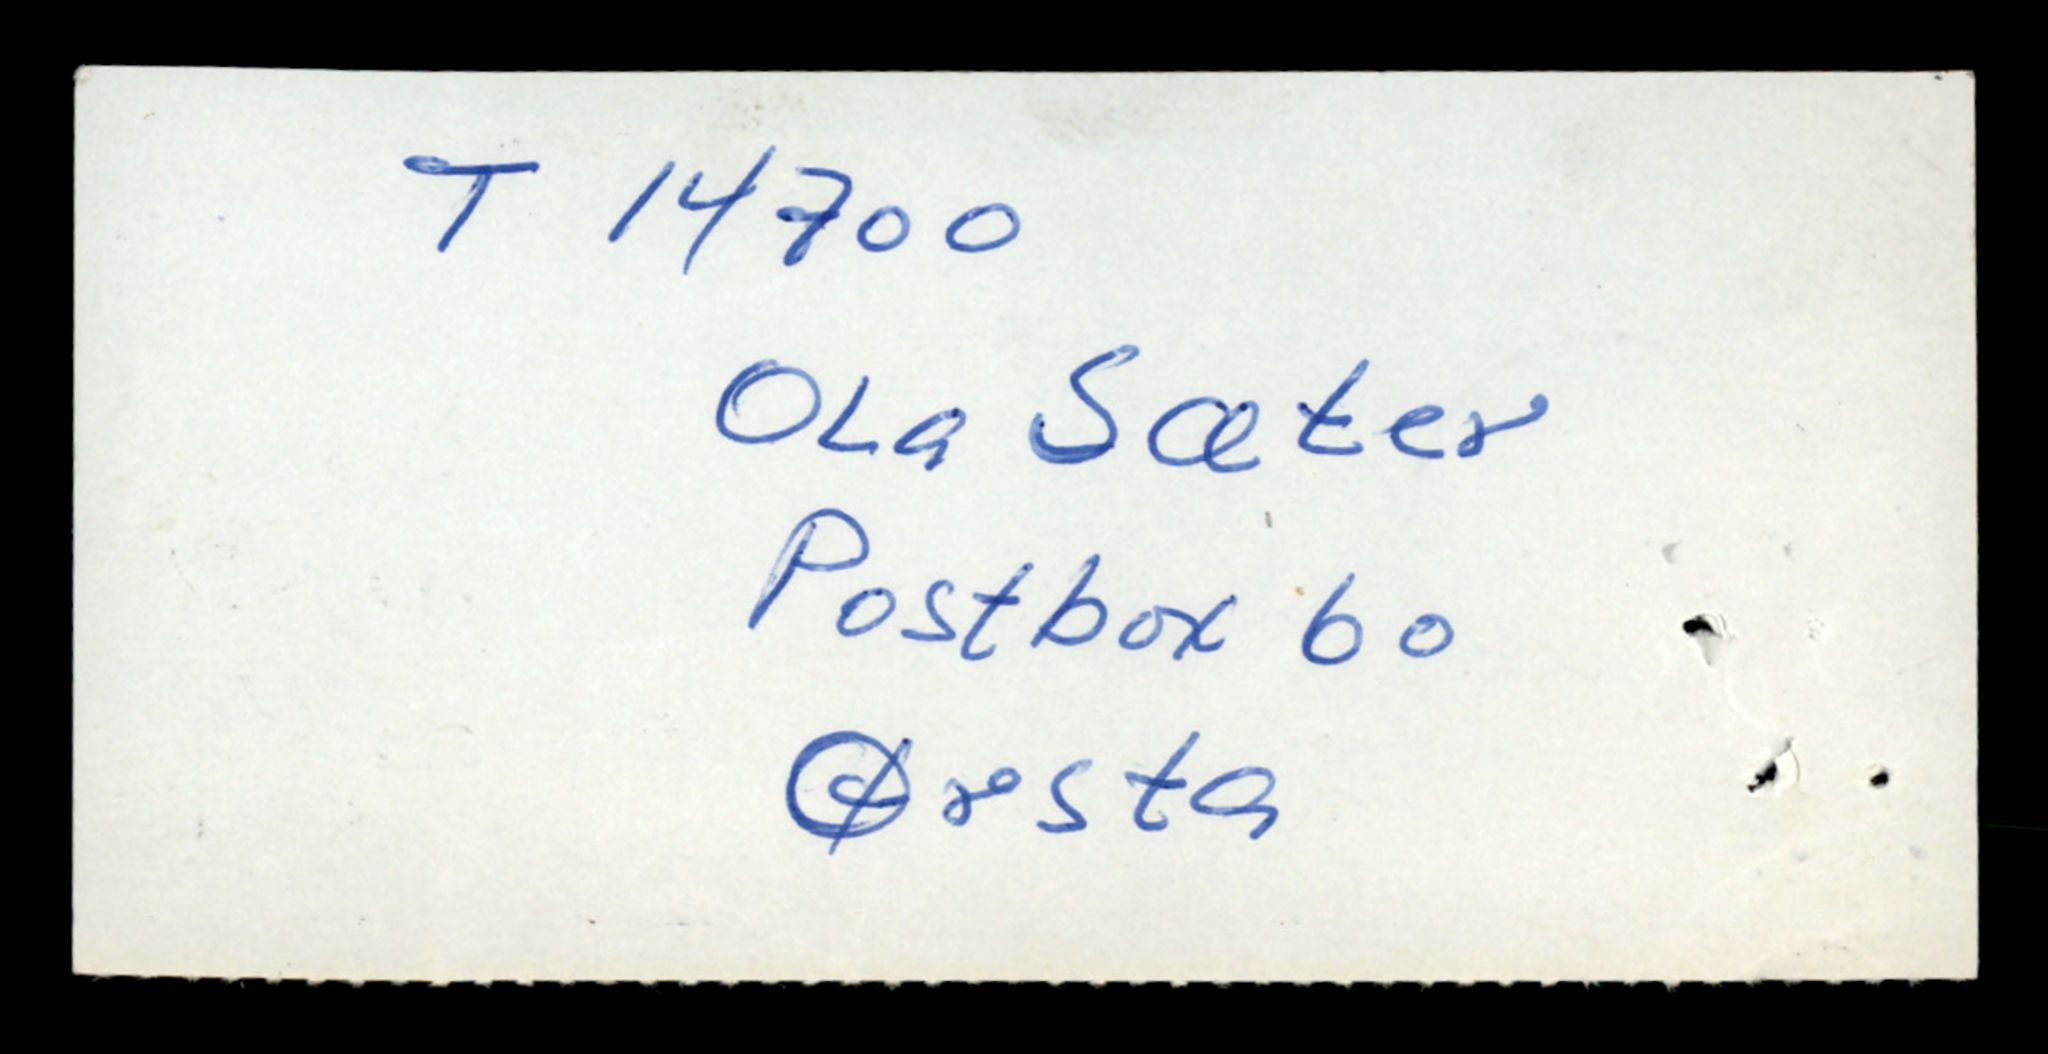 T 14700
Ola Sæter
Postbox 60
Ørsta